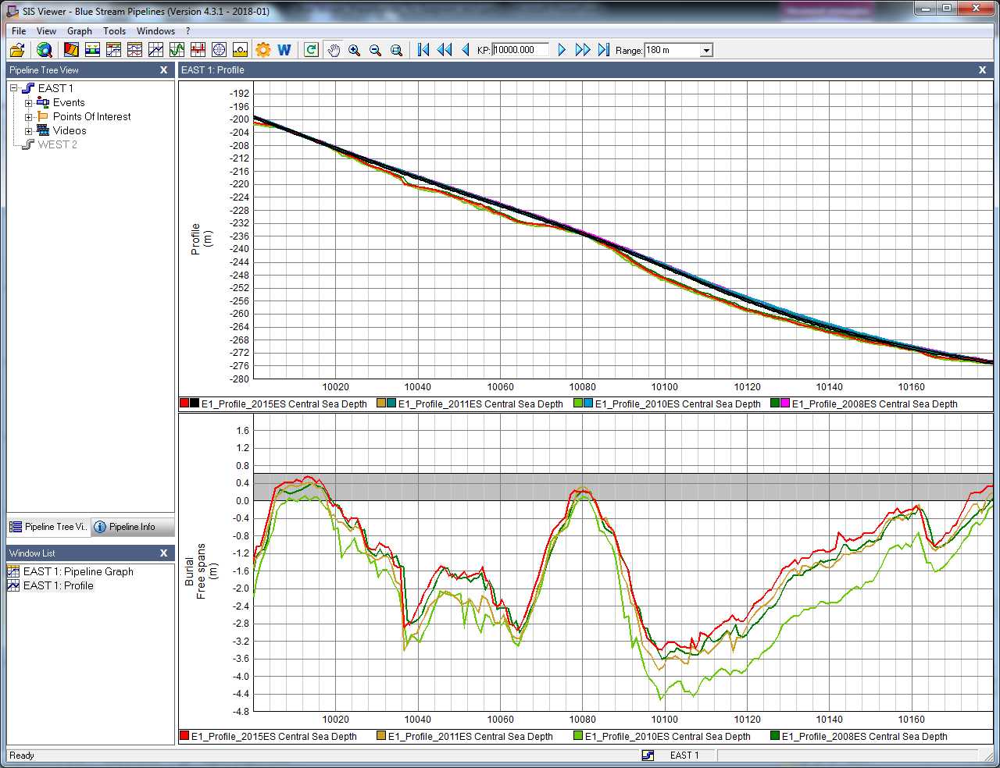 SIS Viewer - Blue Stream Pipelines (Version 4.3.1 - 2018-01)
File View Graph Tools Windows ?
W KP: 10000.000 Range: 180 m
Pipeline Tree View X
EAST 1
Events
Points Of Interest
Videos
WEST 2
Pipeline Tree Vi.. Pipeline Info
Window List X
EAST 1: Pipeline Graph
EAST 1: Profile
EAST 1: Profile X
-192
-196
-200
-204
-208
-212
-216
-220
-224
-228
-232
-236
-240
-244
-248
-252
-256
-260
-264
-268
-272
-276
-280
Profile
(m)
10020 10040 10060 10080 10100 10120 10140 10160
E1_Profile_2015ES Central Sea Depth E1_Profile_2011ES Central Sea Depth E1_Profile_2010ES Central Sea Depth E1_Profile_2008ES Central Sea Depth
1.6
1.2
0.8
0.4
0.0
-0.4
-0.8
-1.2
-1.6
-2.0
-2.4
-2.8
-3.2
-3.6
-4.0
-4.4
-4.8
Burial
Free spans
(m)
10020 10040 10060 10080 10100 10120 10140 10160
E1_Profile_2015ES Central Sea Depth E1_Profile_2011ES Central Sea Depth E1_Profile_2010ES Central Sea Depth E1_Profile_2008ES Central Sea Depth
Ready EAST 1